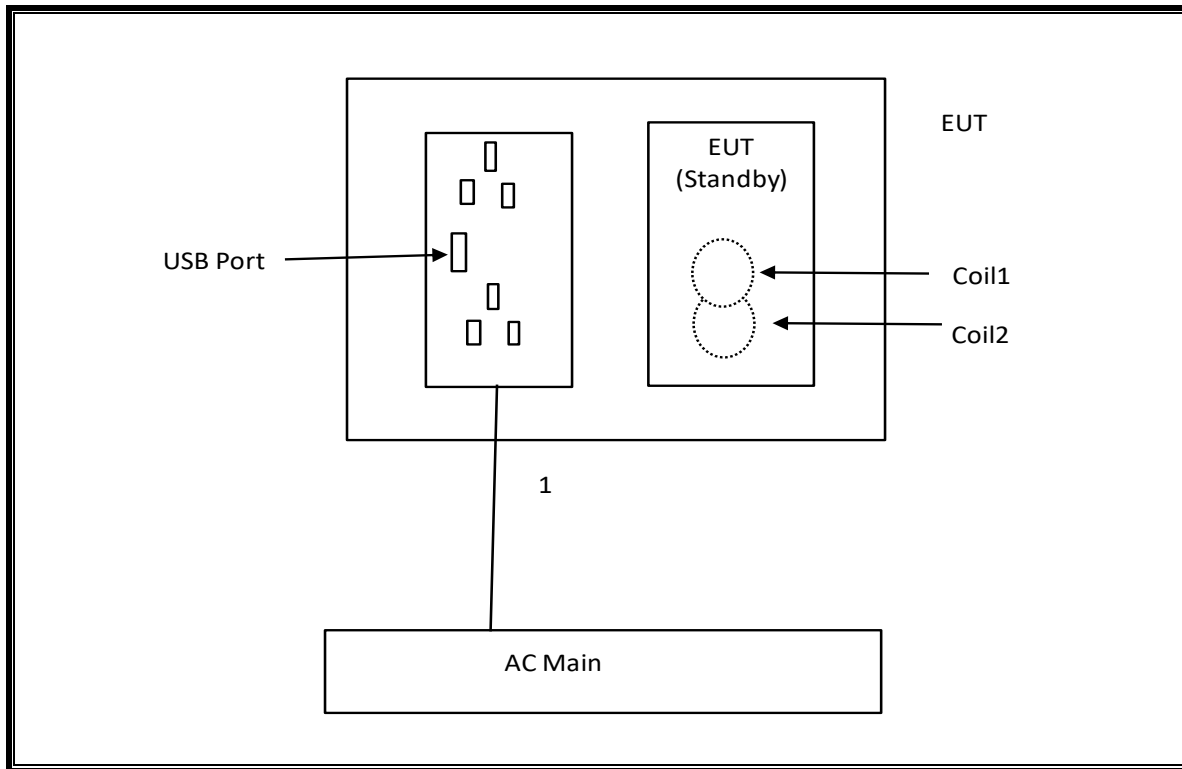 EUT
EUT
(Standby)
USB Port
Coil1
Coil2
1
AC Main